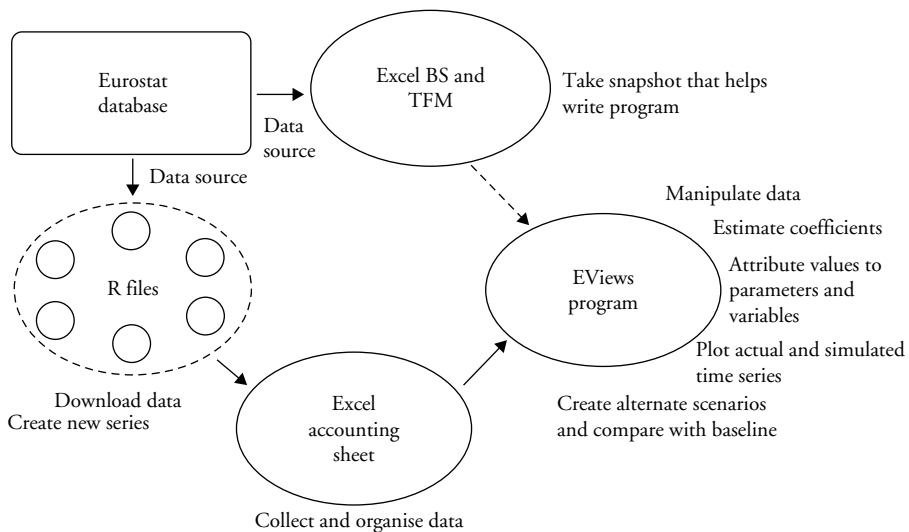 Eurostat
database
Excel BS and
TFM
Take snapshot that helps
write program
Data
source
Data source
Manipulate data
Estimate coefficients
Attribute values to
parameters and
variables
Plot actual and simulated
time series
Create alternate scenarios
and compare with baseline
EViews
program
R files
Download data
Create new series
Excel
accounting
sheet
Collect and organise data